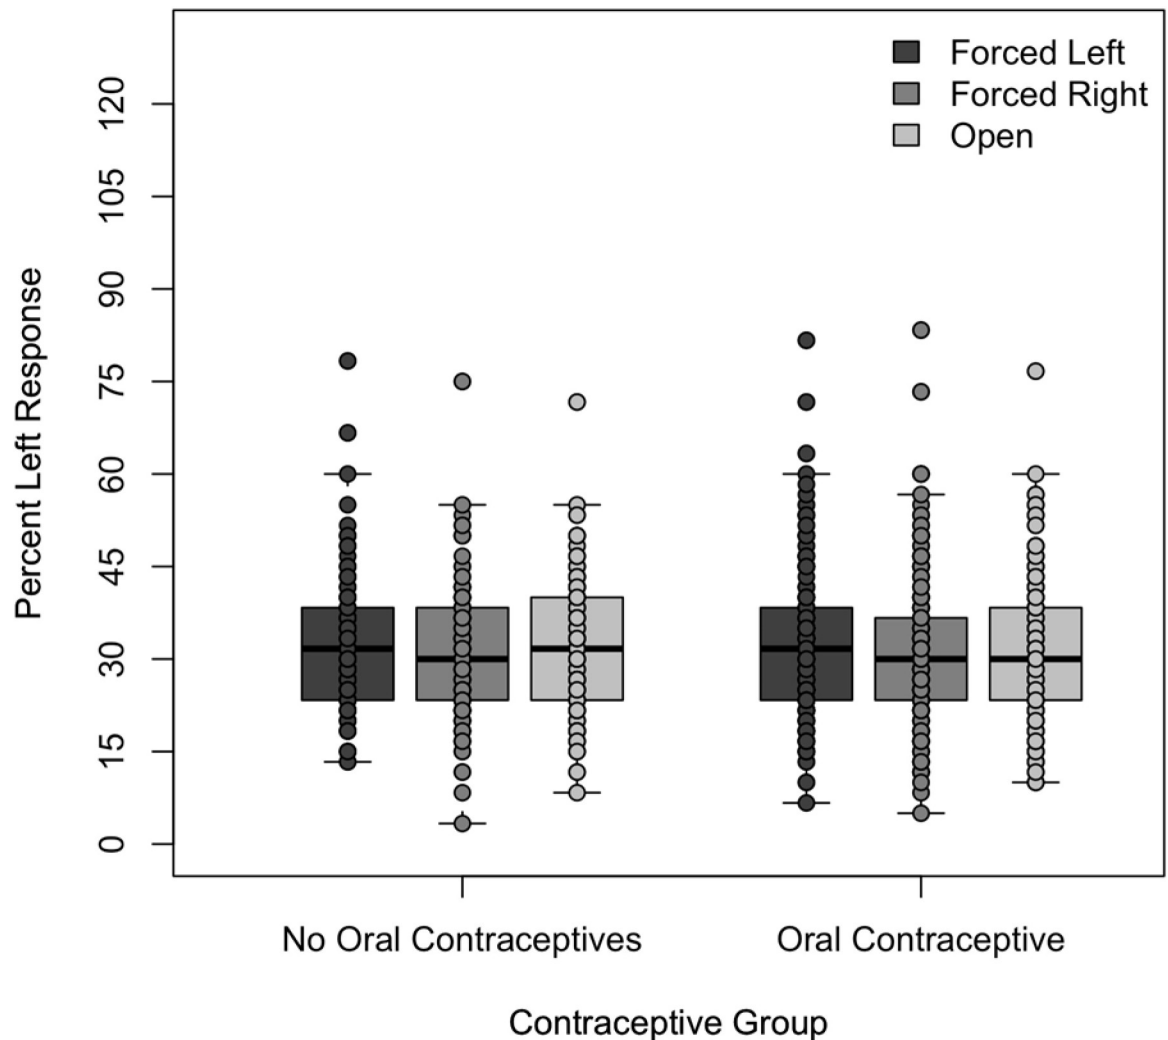 Forced Left
Forced Right
Open
120
105
90
75
60
45
30
15
0
Percent Left Response
No Oral Contraceptives
Oral Contraceptive
Contraceptive Group